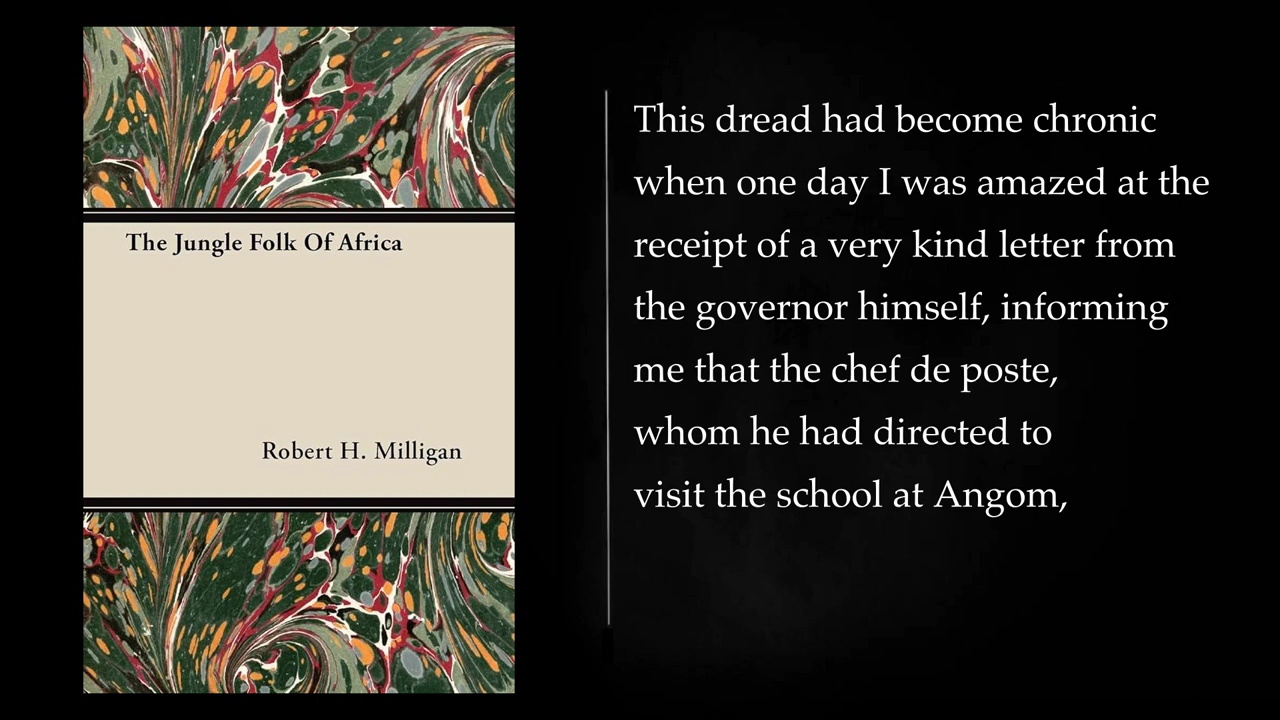 The Jungle Folk Of Africa
Robert H. Milligan
This dread had become chronic
when one day I was amazed at the
receipt of a very kind letter from
the governor himself, informing
me that the chef de poste,
whom he had directed to
visit the school at Angom,